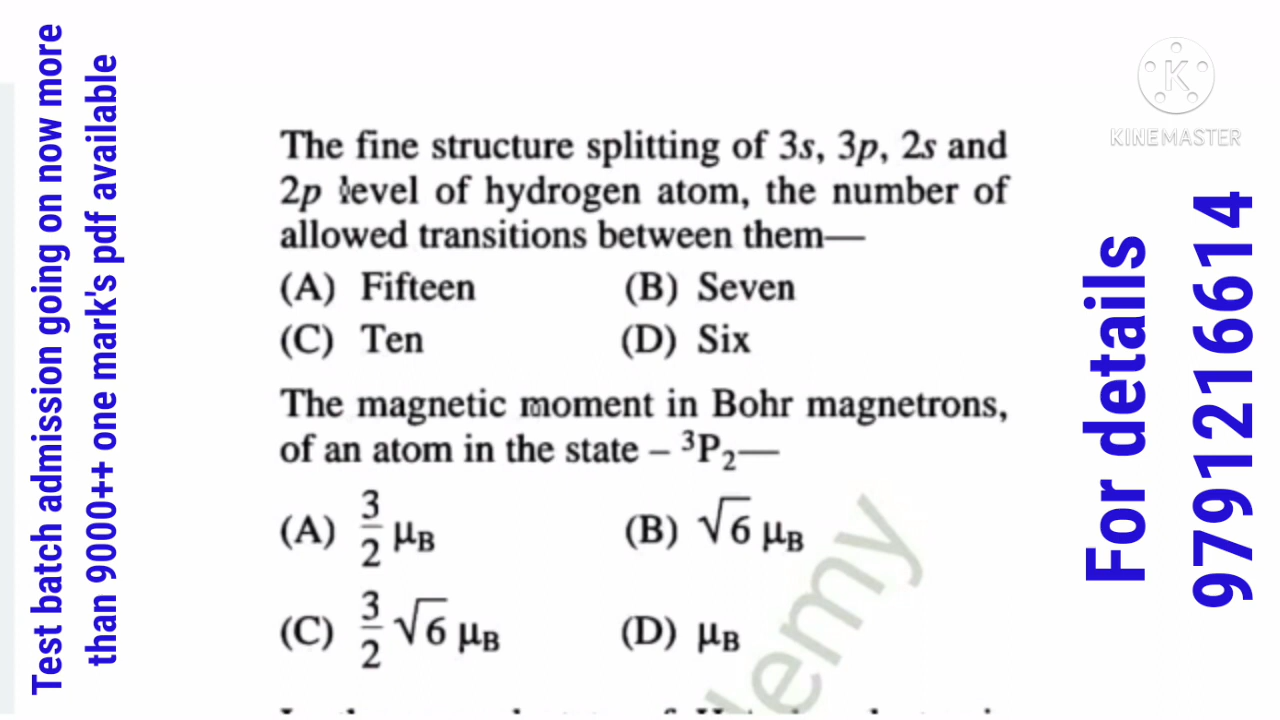 Test batch admission going on now more
than 9000++ one mark's pdf available
The fine structure splitting of 3s, 3p, 2s and
2p level of hydrogen atom, the number of
allowed transitions between them—
(A) Fifteen (B) Seven
(C) Ten (D) Six
The magnetic moment in Bohr magnetrons,
of an atom in the state – ³P₂—
(A) 3/2 μB (B) √6 μB
(C) 3/2 √6 μB (D) μB
KINEMASTER
For details
9791216614